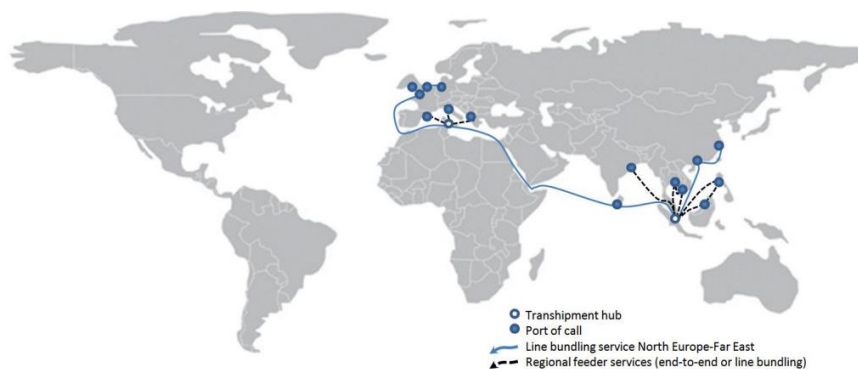 Transhipment hub
Port of call
Line bundling service North Europe-Far East
Regional feeder services (end-to-end or line bundling)